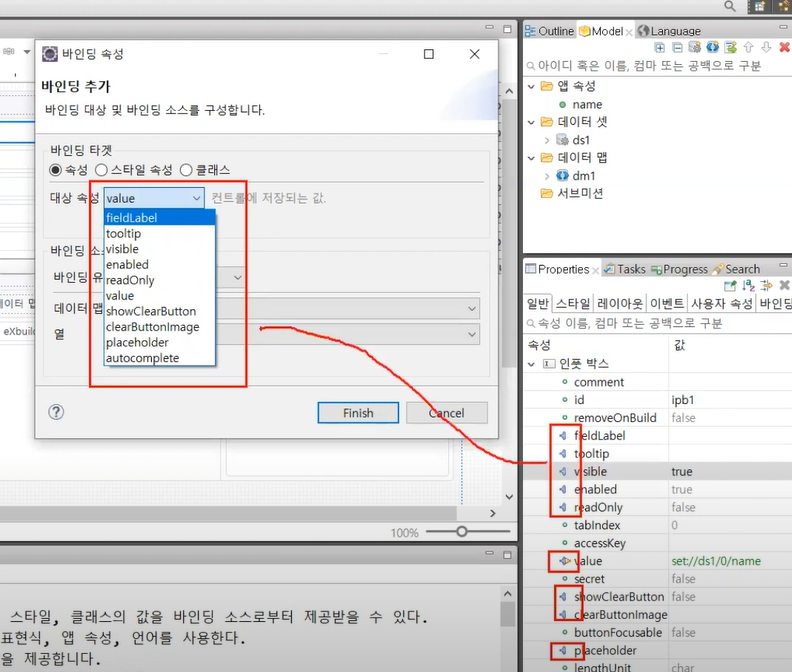 Outline
Model
Language
아이디 혹은 이름, 컴마 또는 공백으로 구분
앱 속성
name
데이터 셋
ds1
데이터 맵
dm1
서브미션
바인딩 속성
바인딩 추가
바인딩 대상 및 바인딩 소스를 구성합니다.
바인딩 타겟
속성
스타일 속성
클래스
대상 속성
value
컨트롤에 저장되는 값.
fieldLabel
tooltip
visible
enabled
readOnly
value
showClearButton
clearButtonImage
placeholder
autocomplete
바인딩 소
바인딩 유
데이터 맵
열
Finish
Cancel
이터 맵
eXbuil
100%
Properties
Tasks
Progress
Search
일반
스타일
레이아웃
이벤트
사용자 속성
바인딩
속성 이름, 컴마 또는 공백으로 구분
속성 값
인풋 박스
comment
id ipb1
removeOnBuild false
fieldLabel
tooltip
visible true
enabled true
readOnly false
tabIndex 0
accessKey
value set://ds1/0/name
secret false
showClearButton false
clearButtonImage
buttonFocusable false
placeholder
lengthUnit char
스타일, 클래스의 값을 바인딩 소스로부터 제공받을 수 있다.
표현식, 앱 속성, 언어를 사용한다.
을 제공합니다.